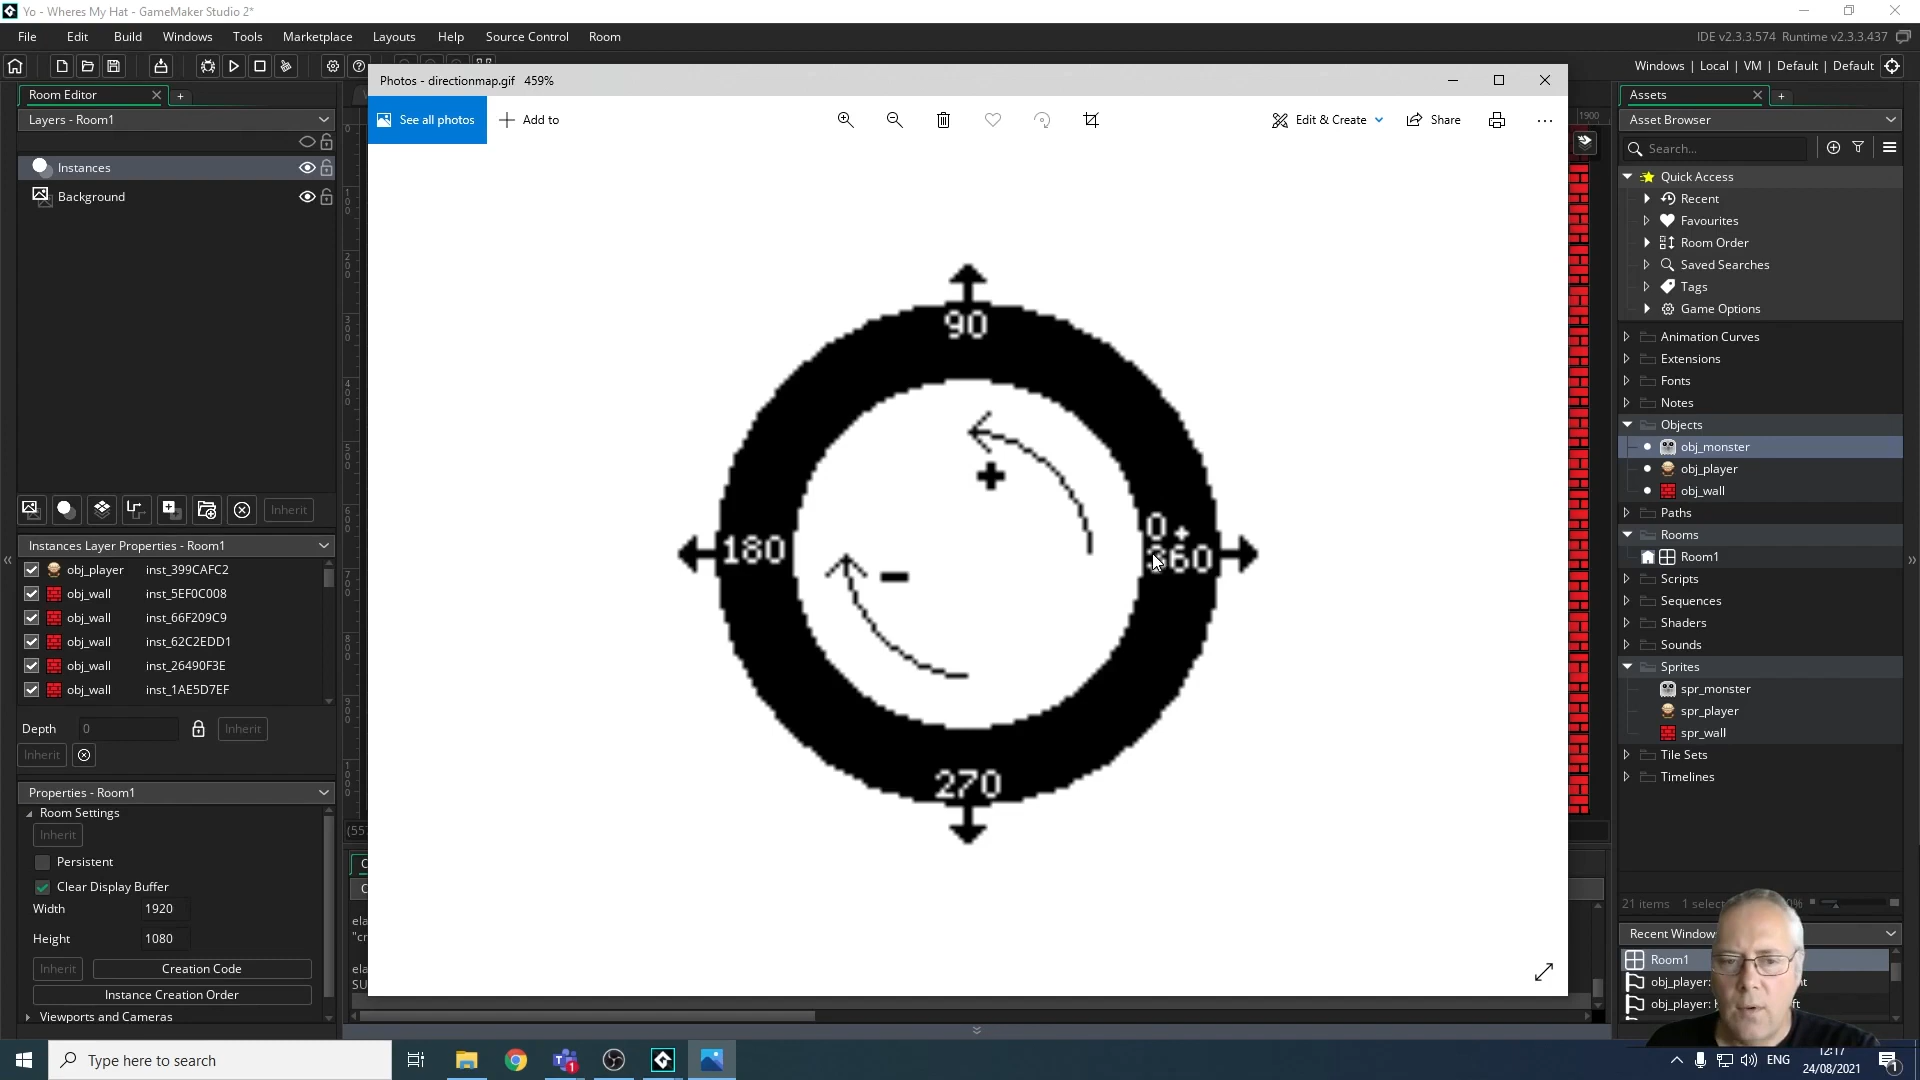 Yo - Wheres My Hat - GameMaker Studio 2*
File Edit Build Windows Tools Marketplace Layouts Help Source Control Room
IDE v2.3.3.574 Runtime v2.3.3.437
Windows | Local | VM | Default | Default
Room Editor
Layers - Room1
Instances
Background
Inherit
Instances Layer Properties - Room1
obj_player inst_399CAFC2
obj_wall inst_5EF0C008
obj_wall inst_66F209C9
obj_wall inst_62C2EDD1
obj_wall inst_26490F3E
obj_wall inst_1AE5D7EF
Depth 0 Inherit
Inherit
Properties - Room1
Room Settings
Inherit
Persistent
Clear Display Buffer
Width 1920
Height 1080
Inherit Creation Code
Instance Creation Order
Viewports and Cameras
Photos - directionmap.gif 459%
See all photos
Add to
Edit & Create
Share
90
+
0 +
180
360
-
270
1900
Assets
Asset Browser
Search...
Quick Access
Recent
Favourites
Room Order
Saved Searches
Tags
Game Options
Animation Curves
Extensions
Fonts
Notes
Objects
obj_monster
obj_player
obj_wall
Paths
Rooms
Room1
Scripts
Sequences
Shaders
Sounds
Sprites
spr_monster
spr_player
spr_wall
Tile Sets
Timelines
21 items
Recent Window
Room1
obj_player:
obj_player:
Type here to search
ENG
12:17
24/08/2021